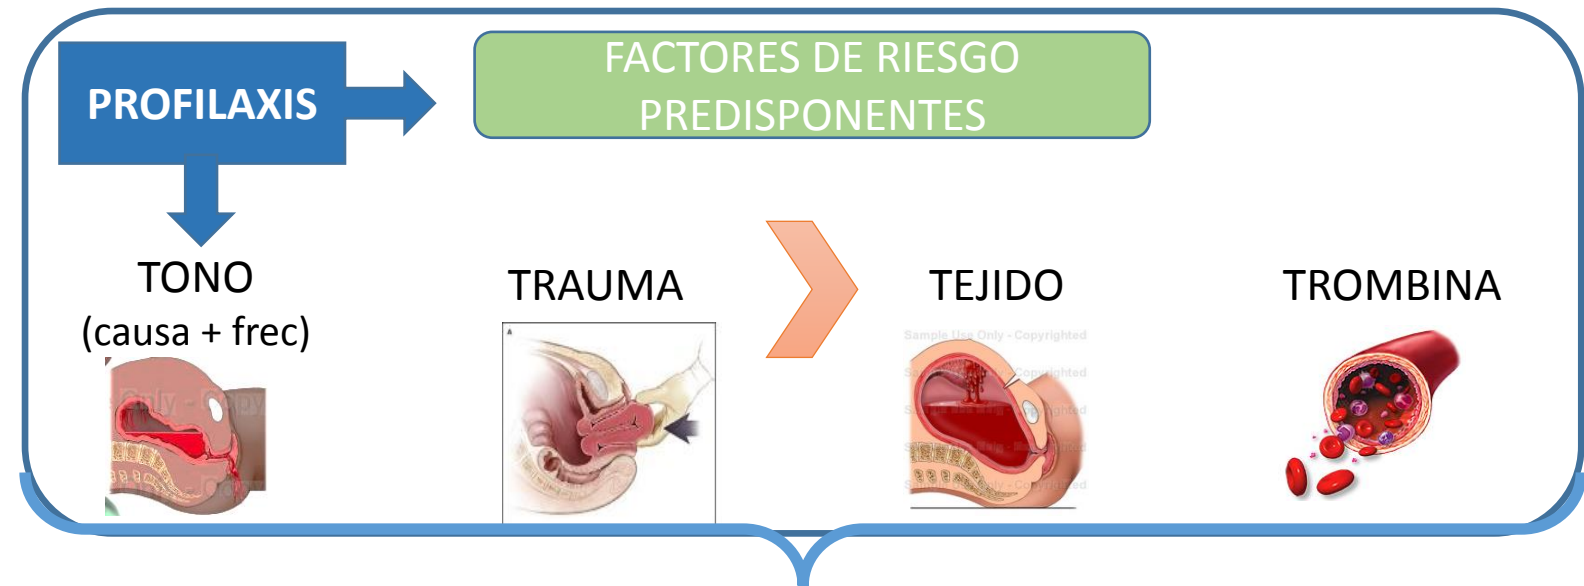 PROFILAXIS
FACTORES DE RIESGO
PREDISPONENTES
TONO
(causa + frec)
TRAUMA
TEJIDO
TROMBINA
A
Sample Use Only - Copyrighted